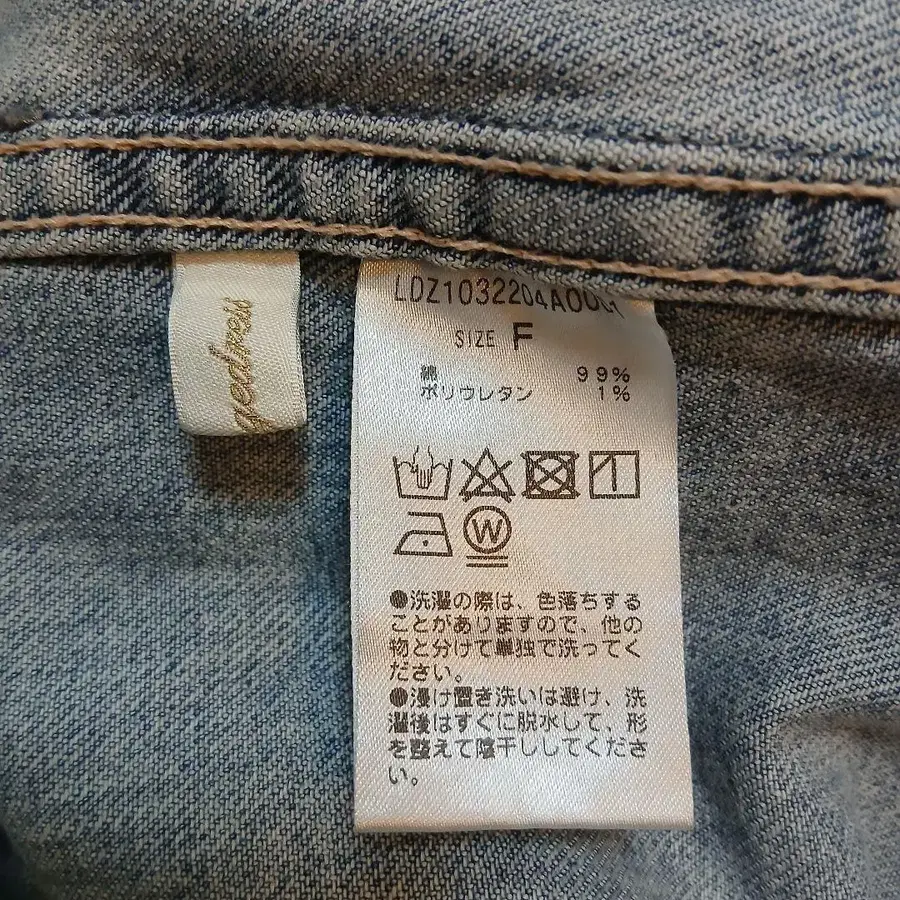 gedress
LDZ1032204A0001
SIZE F
綿 99%
ポリウレタン 1%
W
●洗濯の際は、色落ちする
ことがありますので、他の
物と分けて単独で洗ってく
ださい。
●浸け置き洗いは避け、洗
濯後はすぐに脱水して、形
を整えて陰干ししてくださ
い。